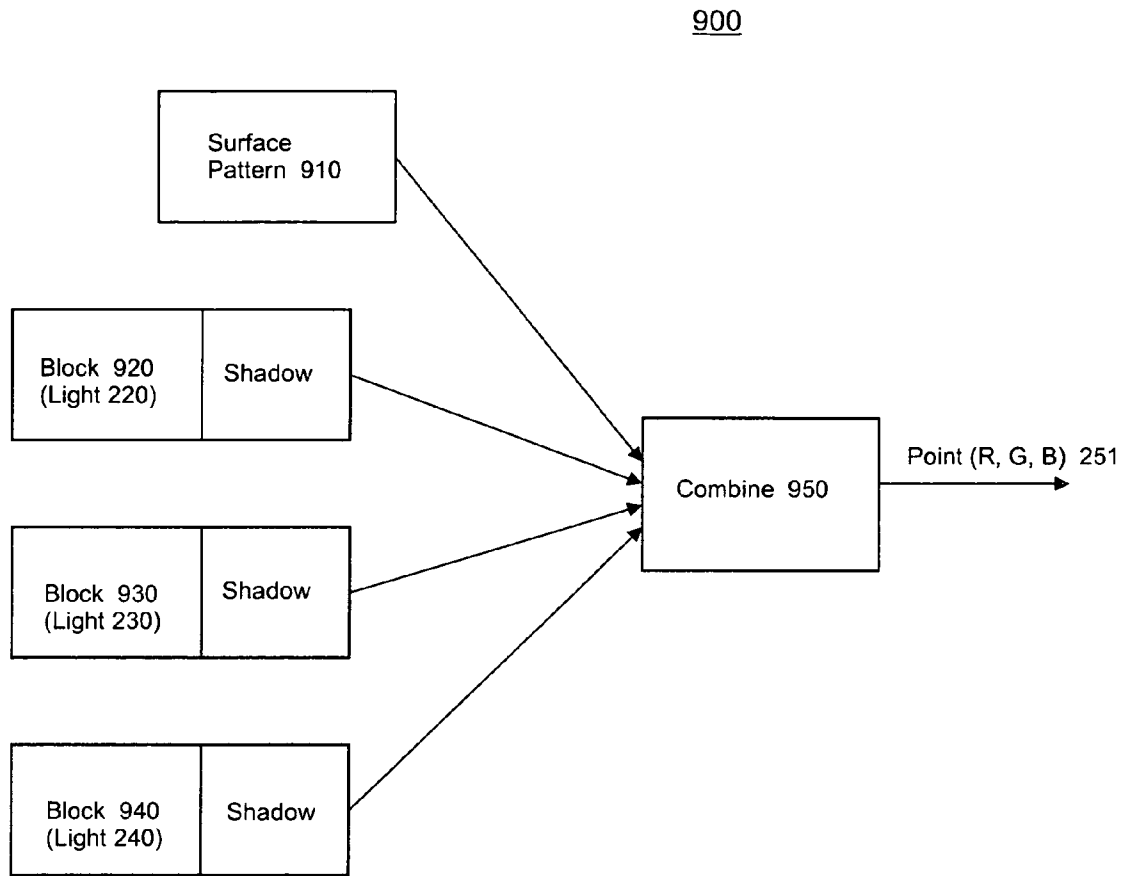 900
Surface
Pattern 910
Block 920
(Light 220)
Shadow
Block 930
(Light 230)
Shadow
Block 940
(Light 240)
Shadow
Combine 950
Point (R, G, B) 251